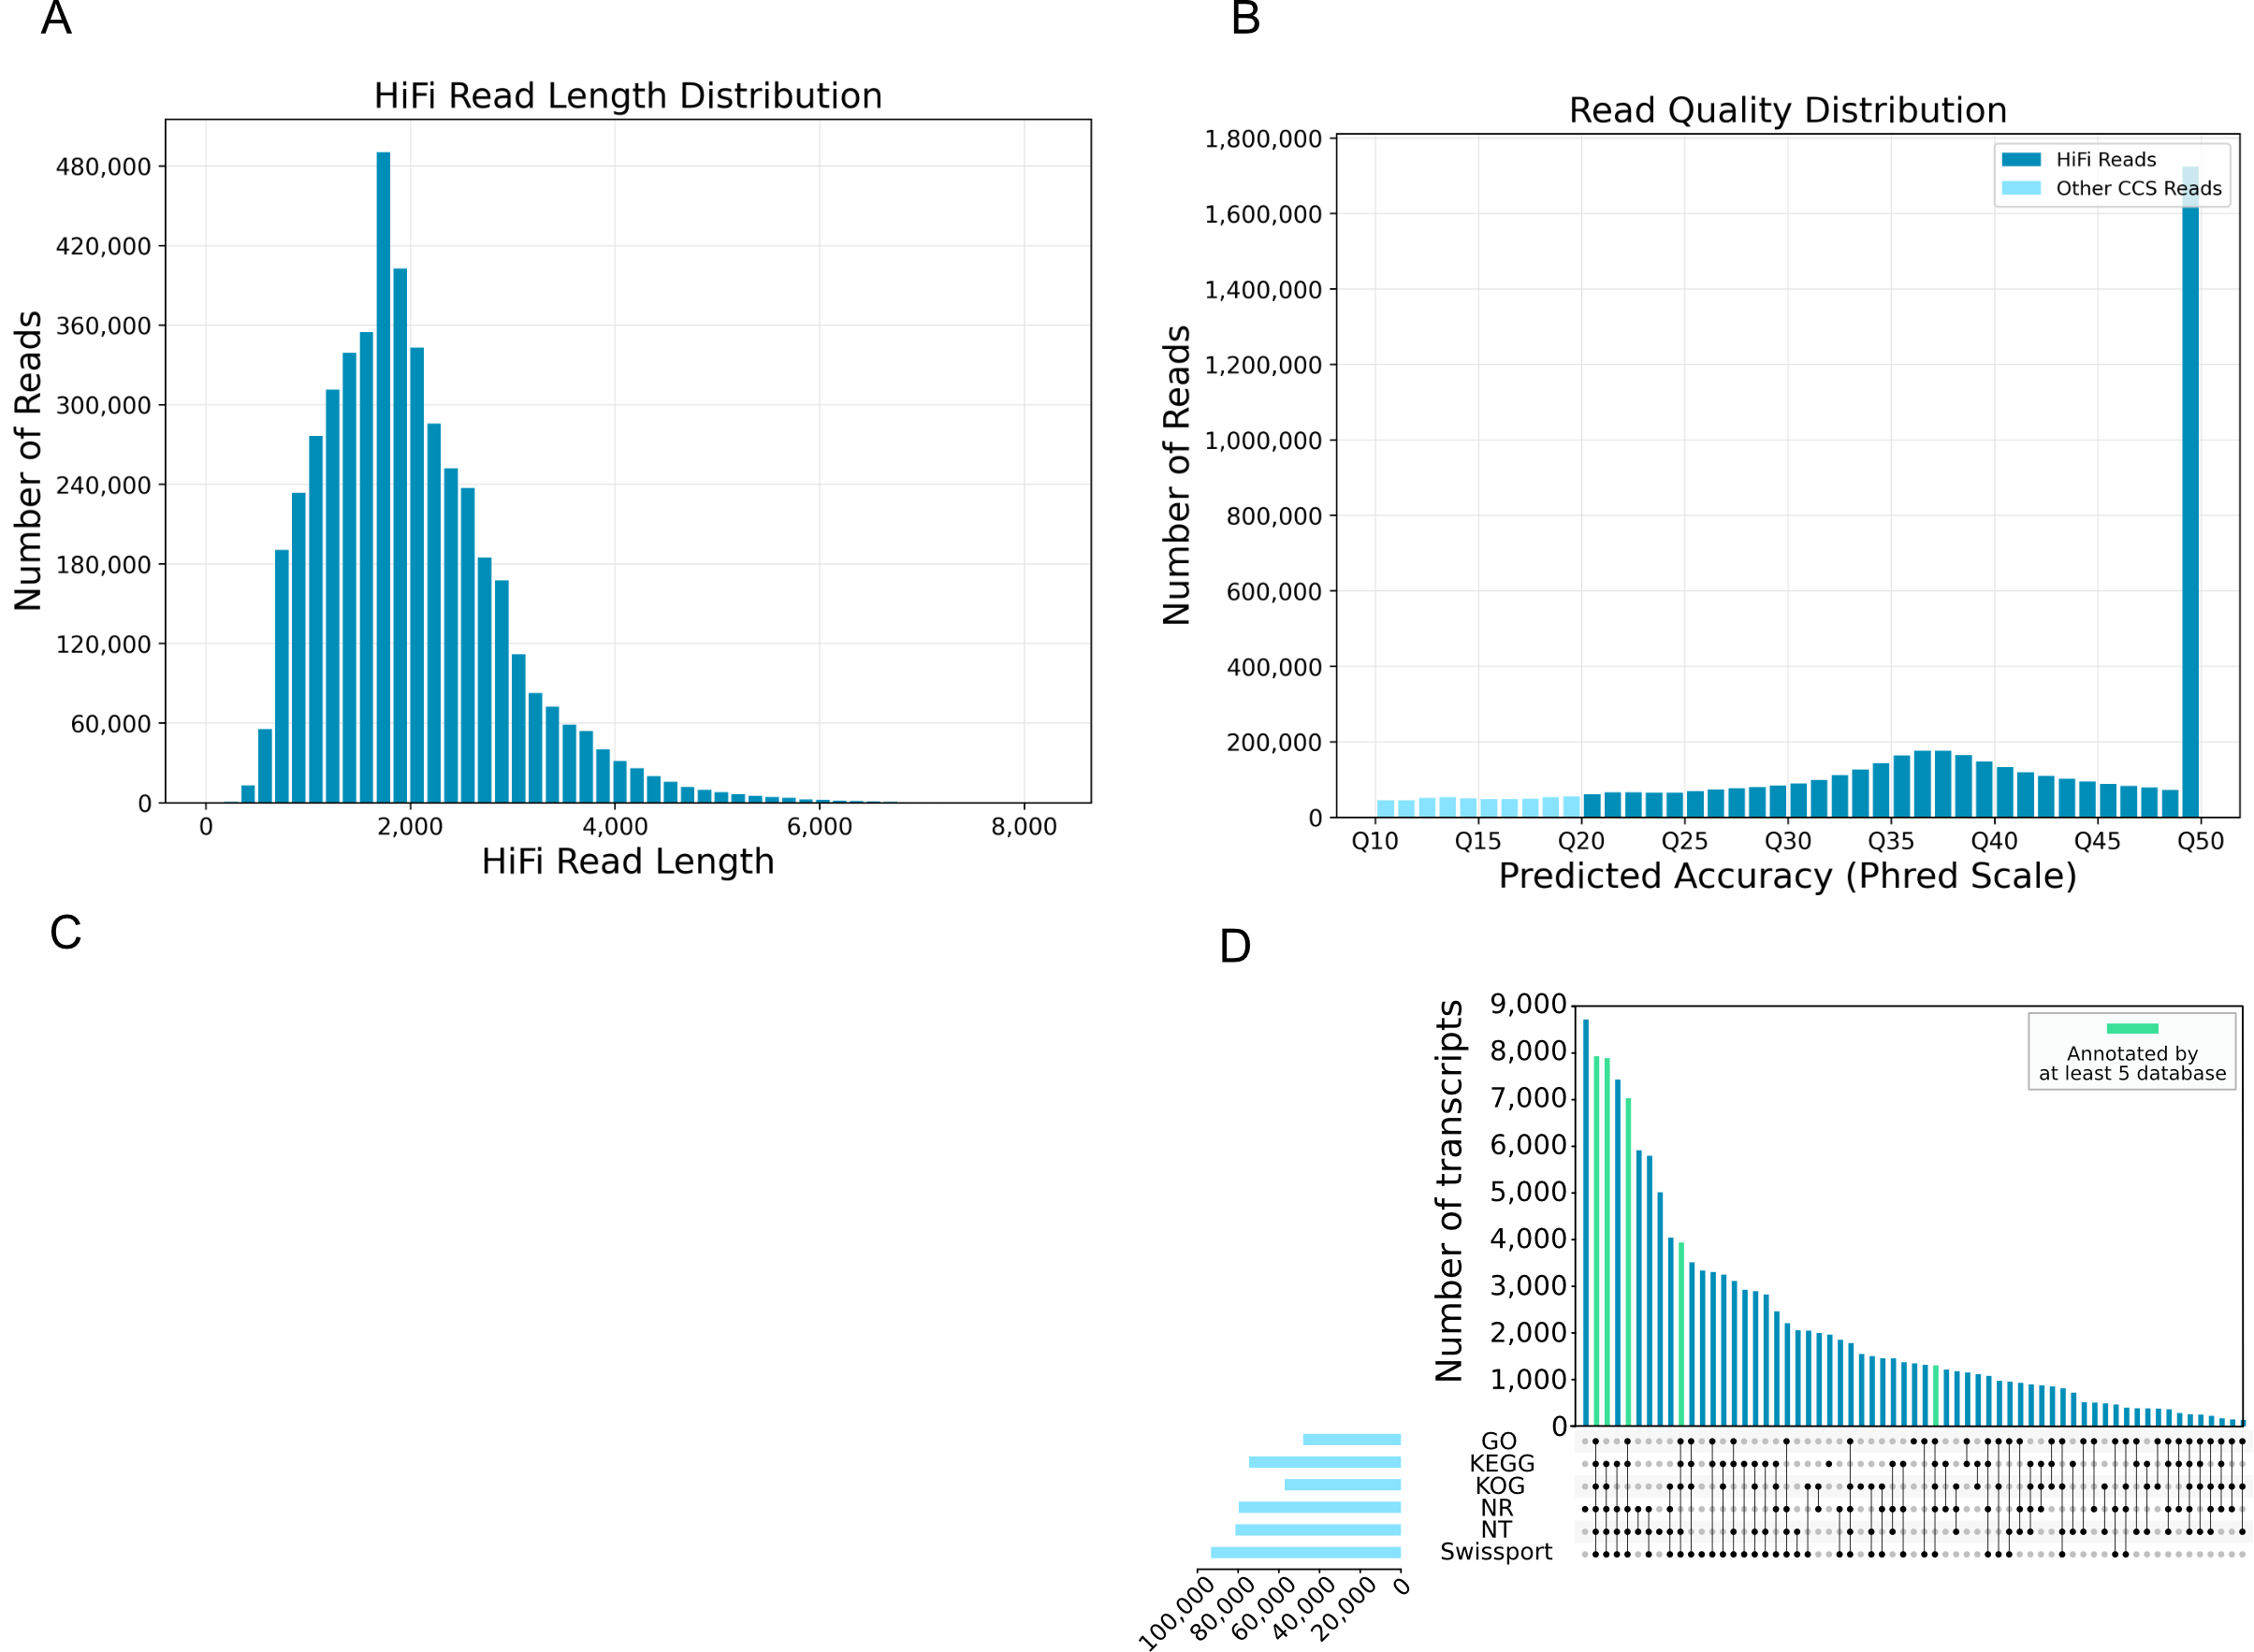 A
HiFi Read Length Distribution
Number of Reads
480,000
420,000
360,000
300,000
240,000
180,000
120,000
60,000
0
0 2,000 4,000 6,000 8,000
HiFi Read Length
B
Read Quality Distribution
Number of Reads
1,800,000
1,600,000
1,400,000
1,200,000
1,000,000
800,000
600,000
400,000
200,000
0
HiFi Reads
Other CCS Reads
Q10 Q15 Q20 Q25 Q30 Q35 Q40 Q45 Q50
Predicted Accuracy (Phred Scale)
C
D
Number of transcripts
9,000
8,000
7,000
6,000
5,000
4,000
3,000
2,000
1,000
0
Annotated by
at least 5 database
GO
KEGG
KOG
NR
NT
Swissport
100,000 80,000 60,000 40,000 20,000 0